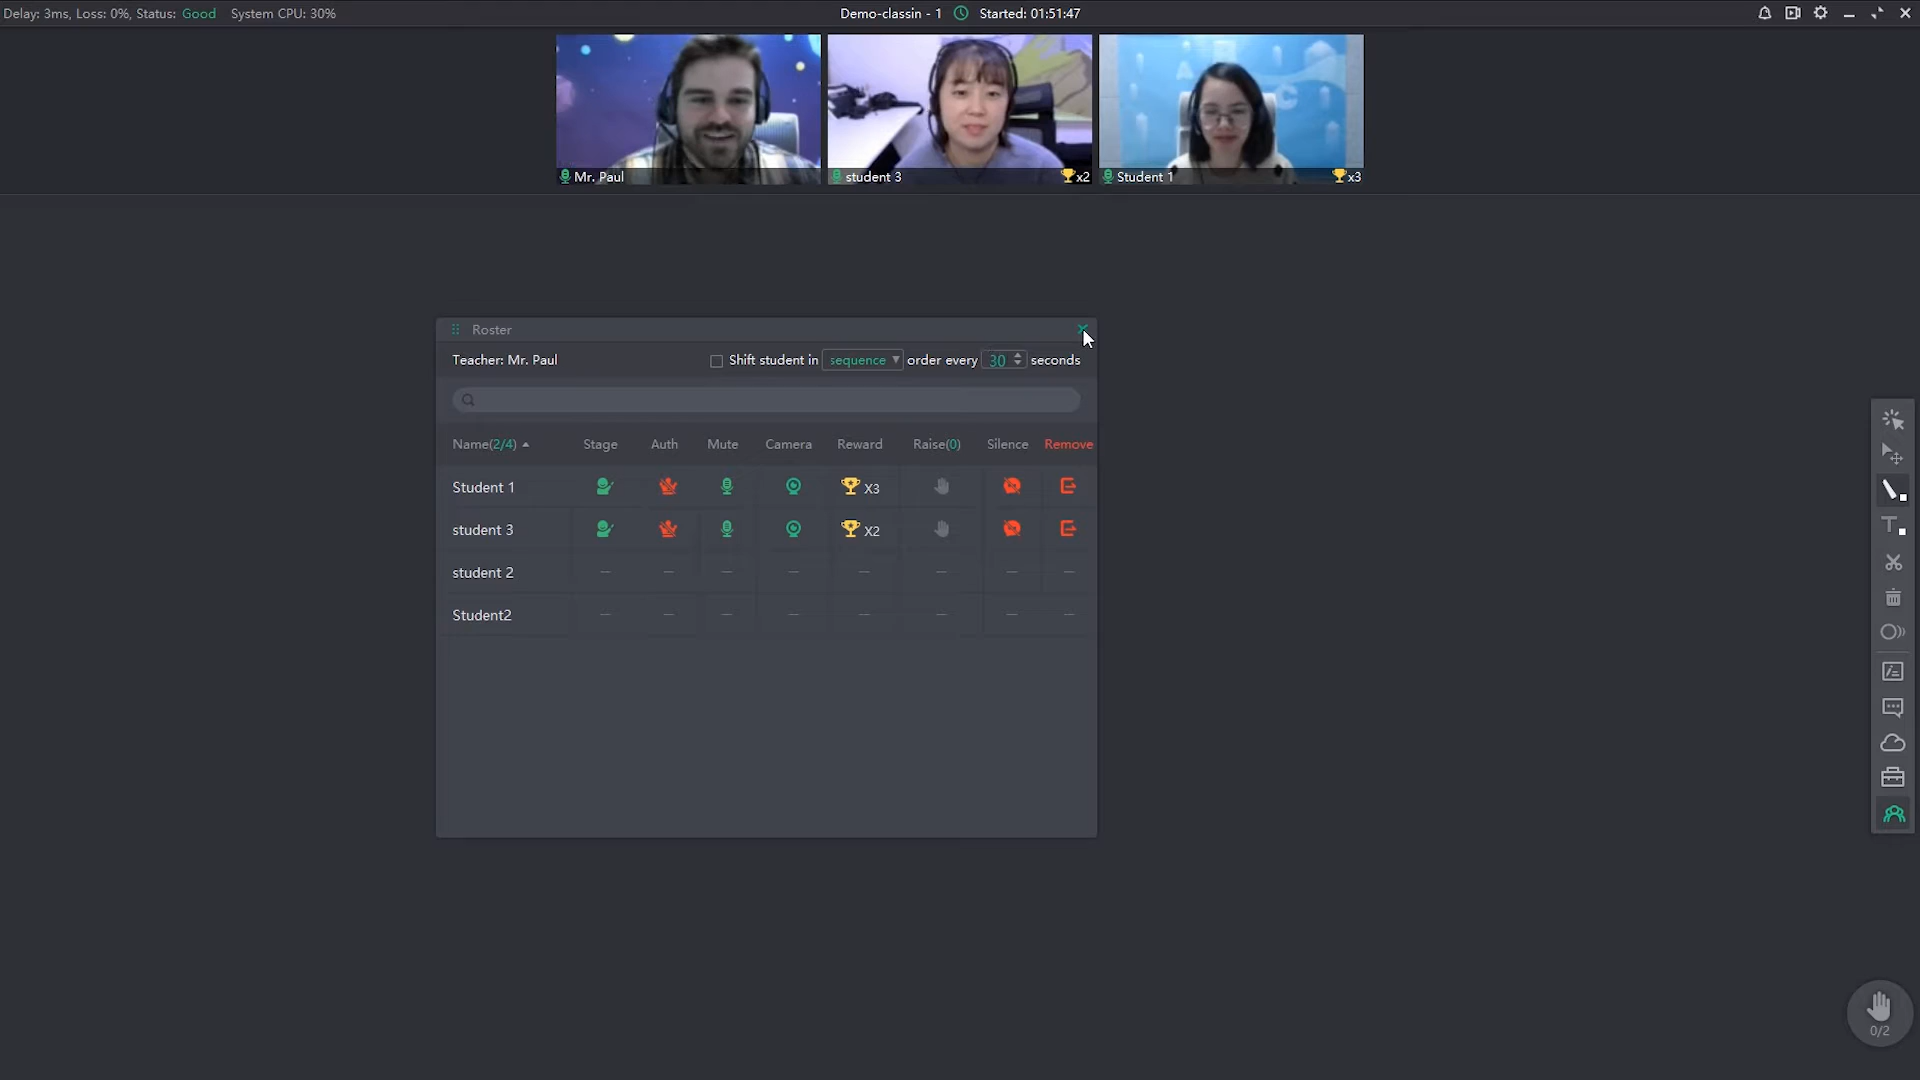 Delay: 3ms, Loss: 0%, Status: Good System CPU: 30%
Demo-classin - 1 Started: 01:51:47
Mr. Paul
student 3 x2
Student 1 x3
Roster
Teacher: Mr. Paul
Shift student in sequence order every 30 seconds
Name(2/4) Stage Auth Mute Camera Reward Raise(0) Silence Remove
Student 1 X3
student 3 X2
student 2 — — — — — — — —
Student2 — — — — — — — —
0/2